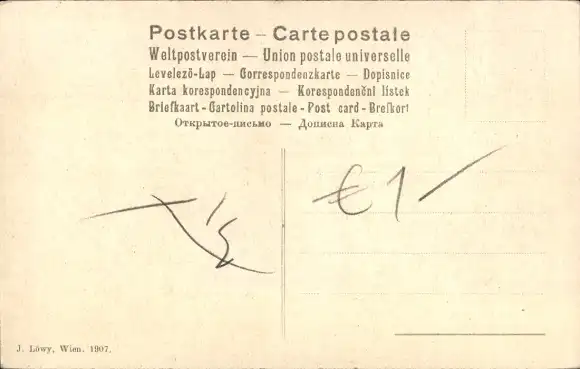 Postkarte – Carte postale
Weltpostverein — Union postale universelle
Levelező-Lap — Correspondenzkarte — Dopisnice
Karta korespondencyjna — Korespondenční lístek
Briefkaart - Cartolina postale - Post card - Brefkort
Открытое-письмо — Дописна Карта
€1
J. Löwy, Wien. 1907.